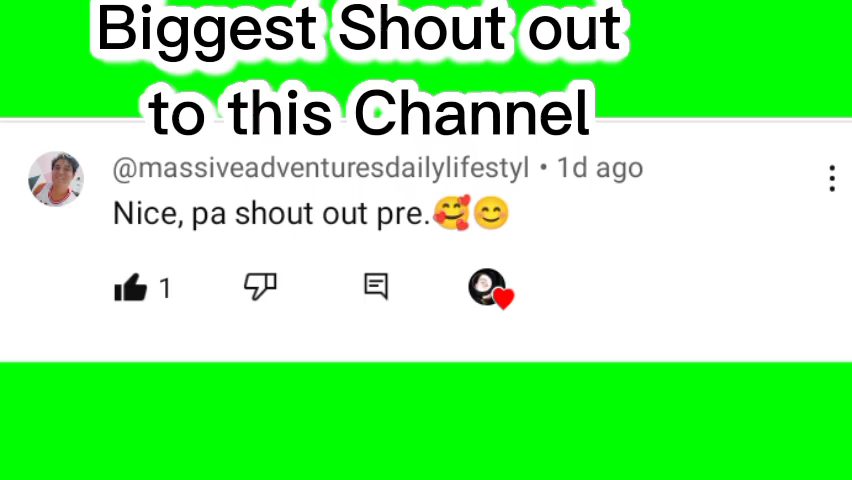 Biggest Shout out
to this Channel
@massiveadventuresdailylifestyl • 1d ago
Nice, pa shout out pre.🥰😊
1